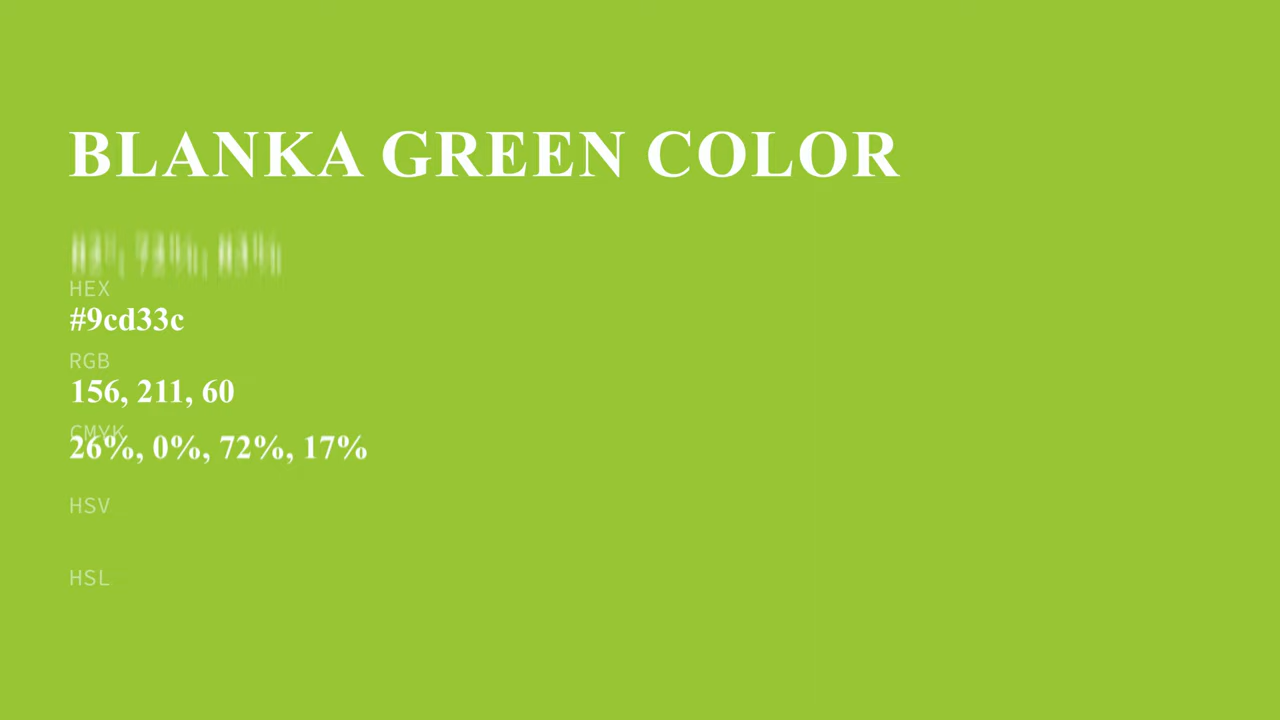 BLANKA GREEN COLOR
HEX
#9cd33c
RGB
156, 211, 60
CMYK
26%, 0%, 72%, 17%
HSV
HSL